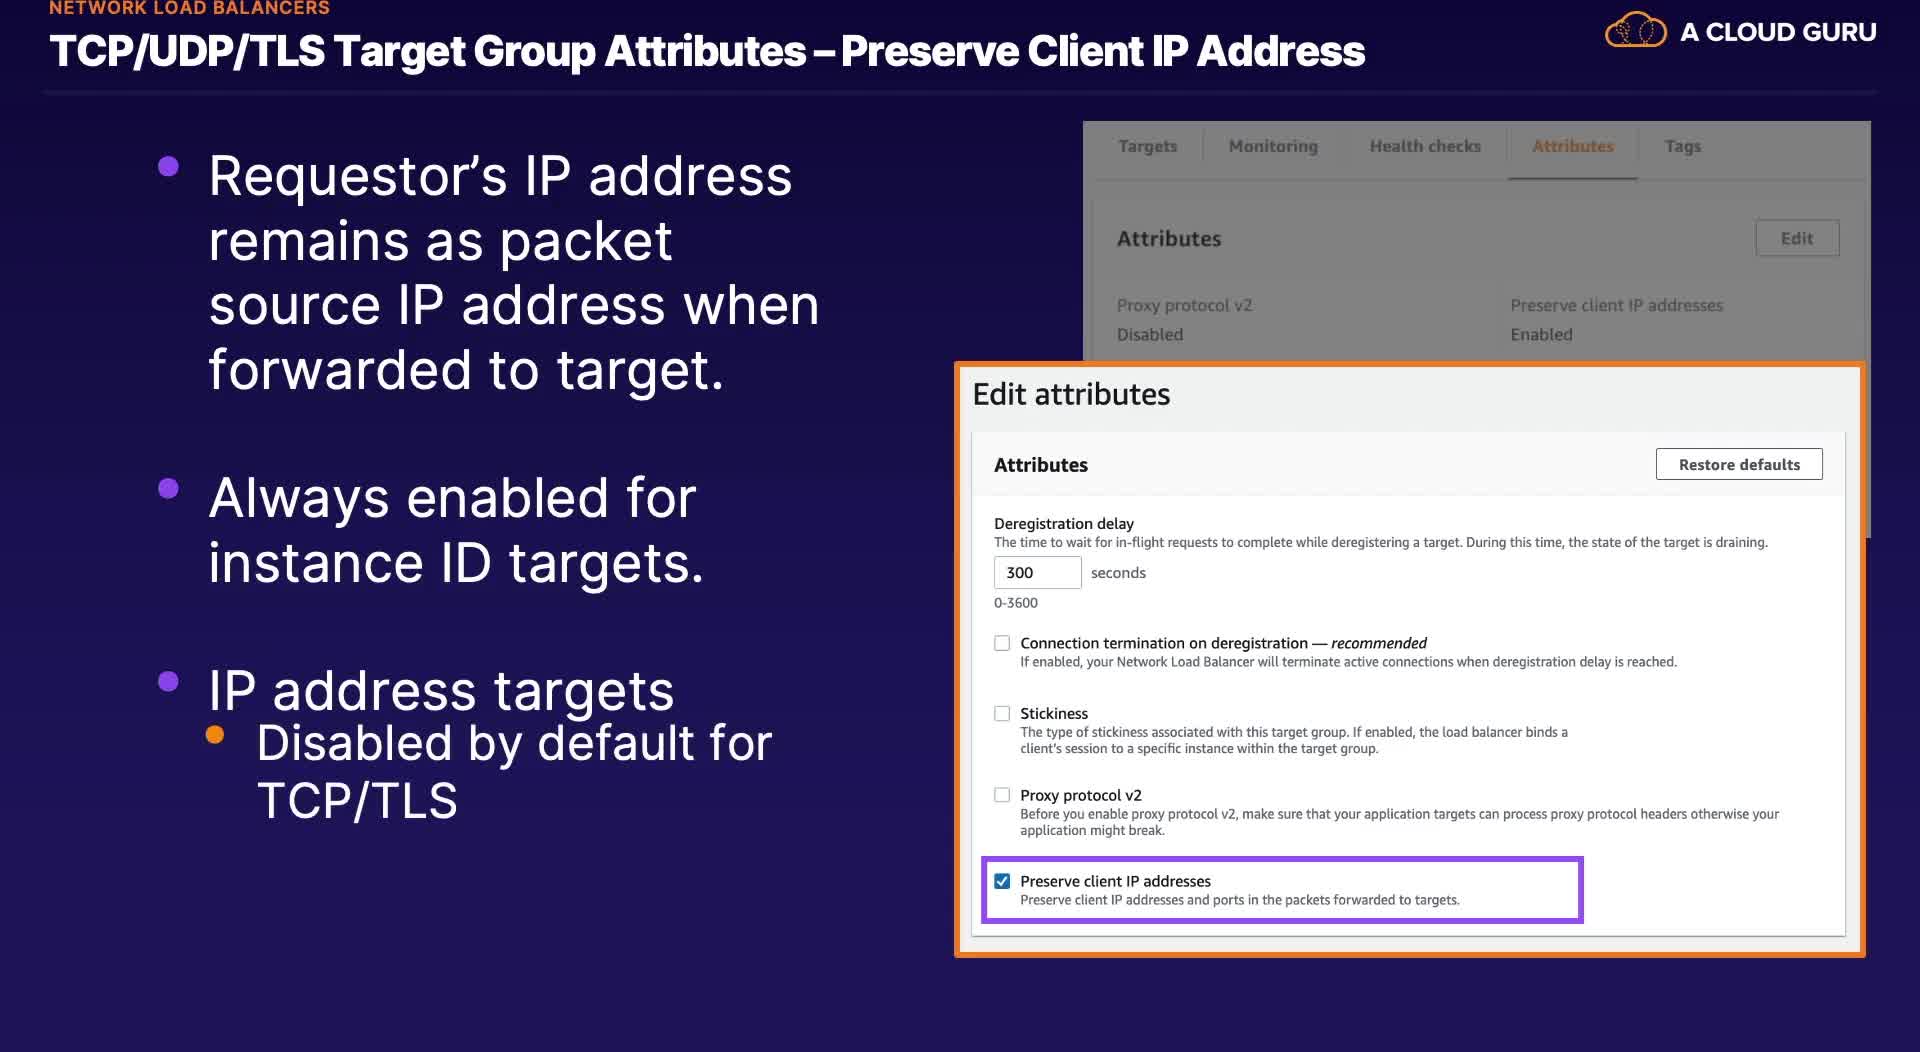 NETWORK LOAD BALANCERS
TCP/UDP/TLS Target Group Attributes – Preserve Client IP Address
A CLOUD GURU
Requestor’s IP address
remains as packet
source IP address when
forwarded to target.
Always enabled for
instance ID targets.
IP address targets
Disabled by default for
TCP/TLS
Targets
Monitoring
Health checks
Attributes
Tags
Attributes
Edit
Proxy protocol v2
Preserve client IP addresses
Disabled
Enabled
Edit attributes
Attributes
Restore defaults
Deregistration delay
The time to wait for in-flight requests to complete while deregistering a target. During this time, the state of the target is draining.
300
seconds
0-3600
Connection termination on deregistration — recommended
If enabled, your Network Load Balancer will terminate active connections when deregistration delay is reached.
Stickiness
The type of stickiness associated with this target group. If enabled, the load balancer binds a
client's session to a specific instance within the target group.
Proxy protocol v2
Before you enable proxy protocol v2, make sure that your application targets can process proxy protocol headers otherwise your
application might break.
Preserve client IP addresses
Preserve client IP addresses and ports in the packets forwarded to targets.